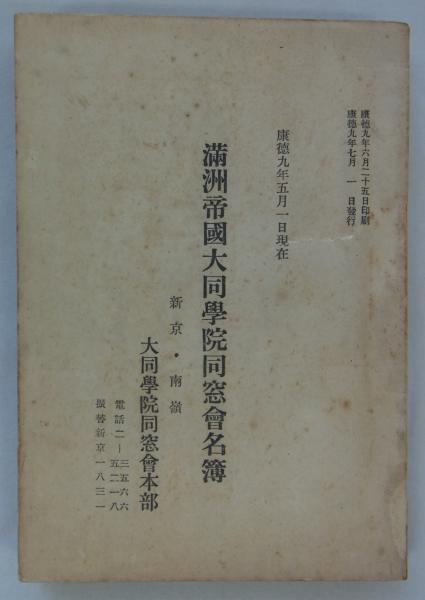 康德九年六月二十五日印刷
康德九年七月 一 日發行
康德九年五月一日現在
滿洲帝國大同學院同窓會名簿
新京・南嶺
大同學院同窓會本部
電話二―三五六六
五二一八
振替新京一八三一